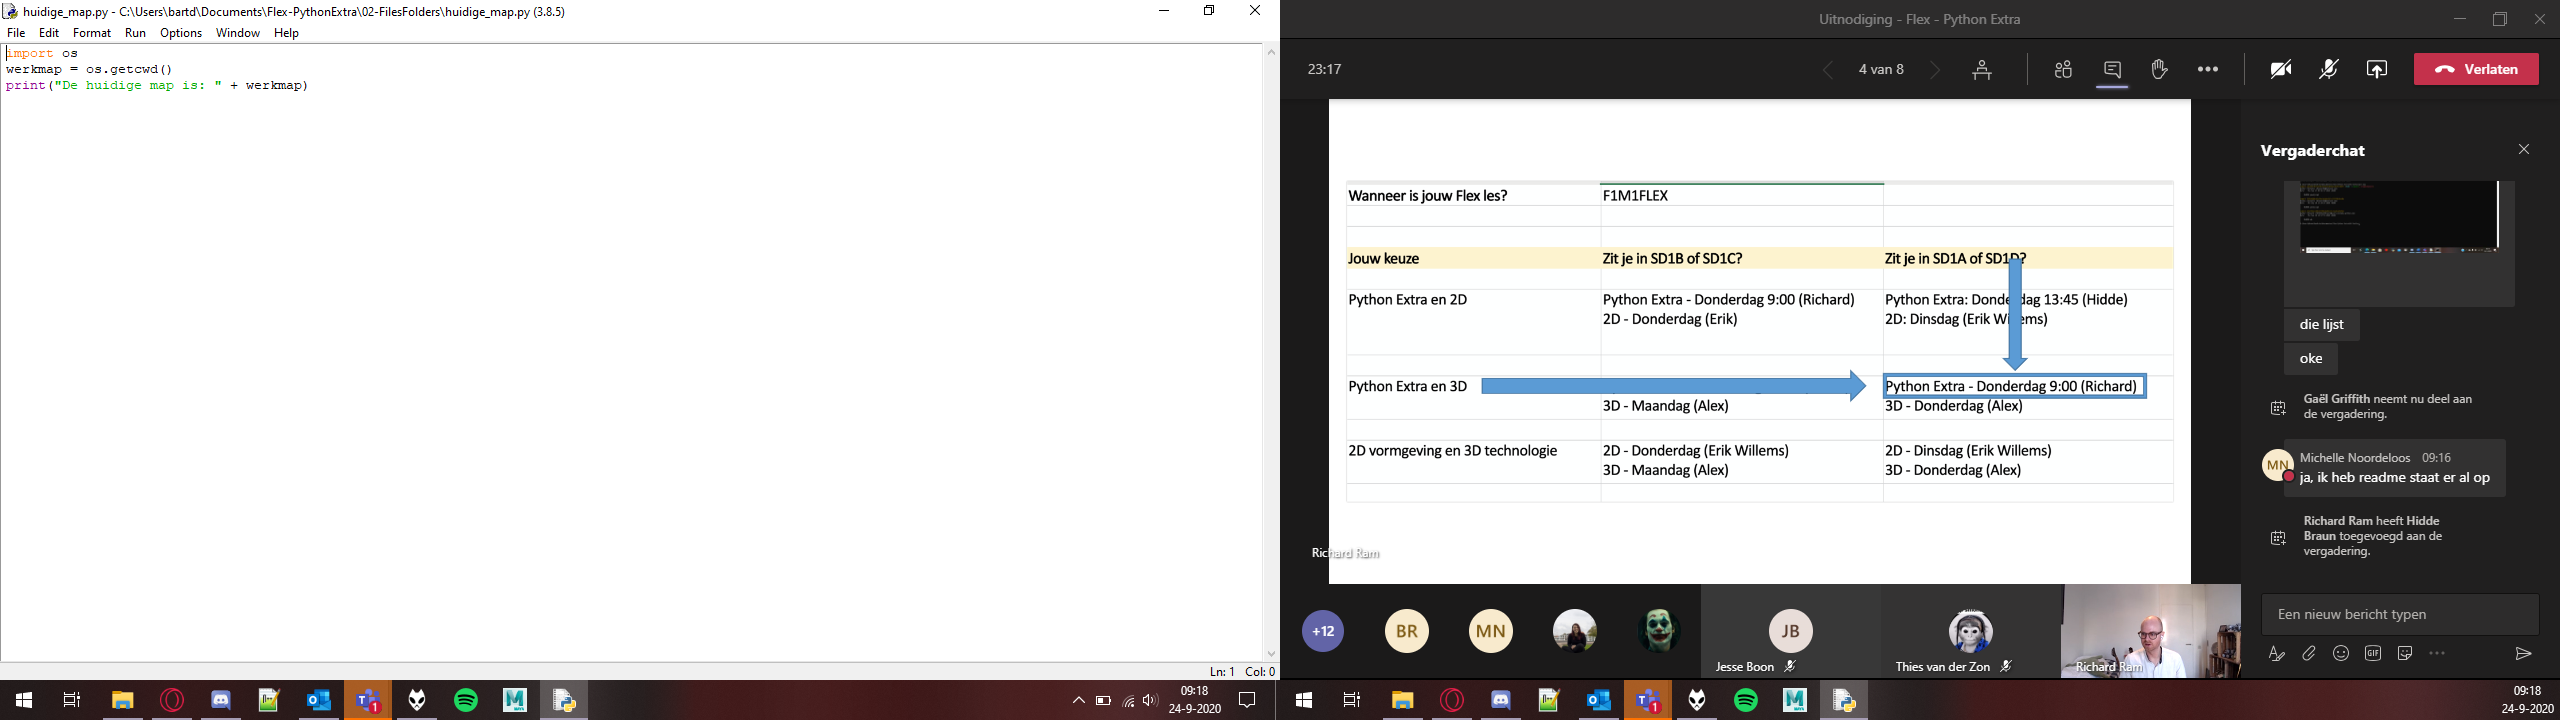 huidige_map.py - C:\Users\bartd\Documents\Flex-PythonExtra\02-FilesFolders\huidige_map.py (3.8.5)
File Edit Format Run Options Window Help
import os
werkmap = os.getcwd()
print("De huidige map is: " + werkmap)
Ln: 1 Col: 0
09:18
24-9-2020
Uitnodiging - Flex - Python Extra
23:17
4 van 8
Verlaten
Wanneer is jouw Flex les? F1M1FLEX
Jouw keuze Zit je in SD1B of SD1C? Zit je in SD1A of SD1D?
Python Extra en 2D Python Extra - Donderdag 9:00 (Richard) Python Extra: Donderdag 13:45 (Hidde)
2D - Donderdag (Erik) 2D: Dinsdag (Erik Willems)
Python Extra en 3D Python Extra - Donderdag 9:00 (Richard)
3D - Maandag (Alex) 3D - Donderdag (Alex)
2D vormgeving en 3D technologie 2D - Donderdag (Erik Willems) 2D - Dinsdag (Erik Willems)
3D - Maandag (Alex) 3D - Donderdag (Alex)
Richard Ram
+12
BR
MN
JB
Jesse Boon
Thies van der Zon
Richard Ram
Vergaderchat
die lijst
oke
Gaël Griffith neemt nu deel aan
de vergadering.
MN
Michelle Noordeloos 09:16
ja, ik heb readme staat er al op
Richard Ram heeft Hidde
Braun toegevoegd aan de
vergadering.
Een nieuw bericht typen
GIF
09:18
24-9-2020